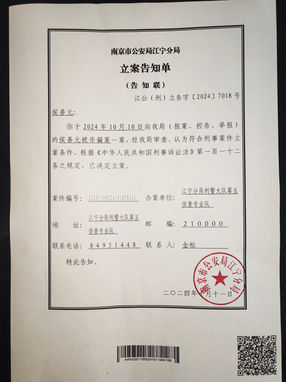 南京市公安局江宁分局
立案告知单
（告知联）
江公（刑）立告字〔2024〕7018号
侯善元：
你于2024年10月10日向我局（报案、控告、举报）
的侯善元被诈骗案一案，经我局审查，认为符合刑事案件立
案条件，根据《中华人民共和国刑事诉讼法》第一百一十二
条之规定，已决定立案。
案件编号：
办案单位：江宁分局刑警大队第五
侦查专业队
地址：江宁分局刑警大队第五
侦查专业队
邮编：210000
联系电话：84951448
联系人：金松
特此告知。
南京市公安局江宁分局
二〇二四年 月十一日